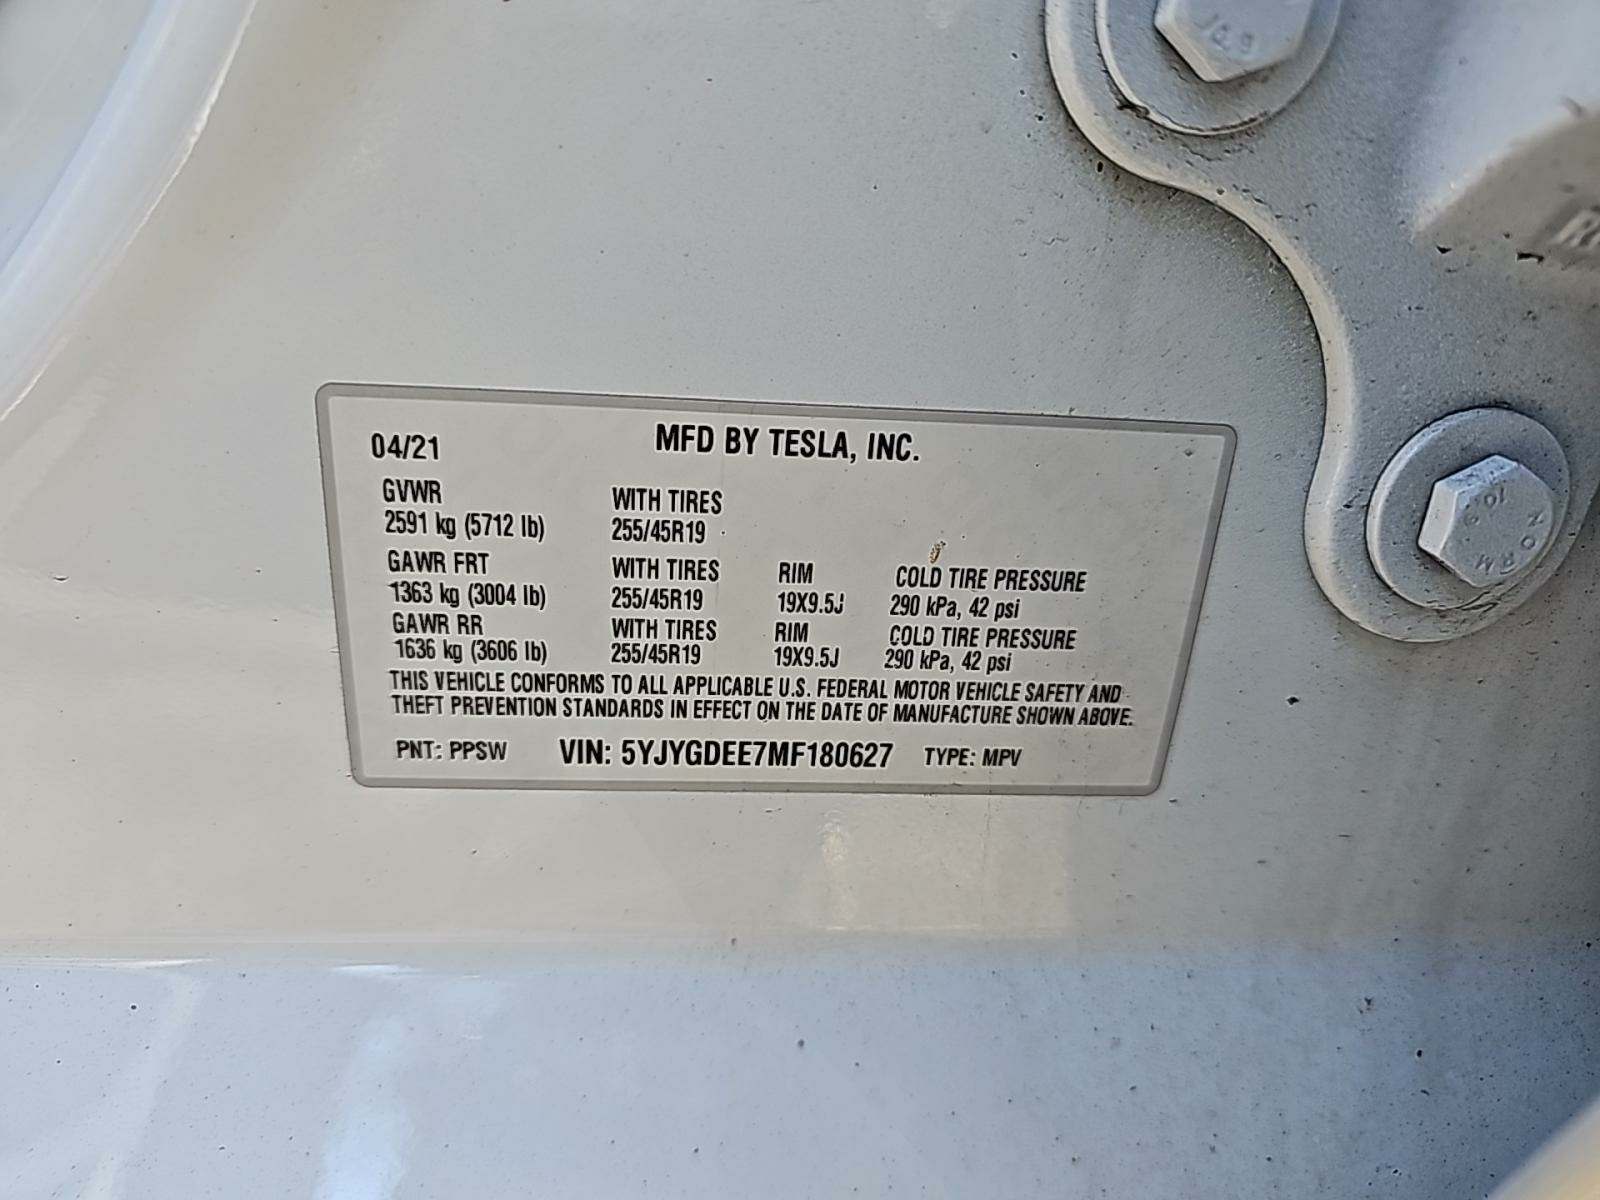 04/21 MFD BY TESLA, INC.
GVWR WITH TIRES
2591 kg (5712 lb) 255/45R19
GAWR FRT WITH TIRES RIM COLD TIRE PRESSURE
1363 kg (3004 lb) 255/45R19 19X9.5J 290 kPa, 42 psi
GAWR RR WITH TIRES RIM COLD TIRE PRESSURE
1636 kg (3606 lb) 255/45R19 19X9.5J 290 kPa, 42 psi
THIS VEHICLE CONFORMS TO ALL APPLICABLE U.S. FEDERAL MOTOR VEHICLE SAFETY AND
THEFT PREVENTION STANDARDS IN EFFECT ON THE DATE OF MANUFACTURE SHOWN ABOVE.
PNT: PPSW VIN: 5YJYGDEE7MF180627 TYPE: MPV
10.9
NORM